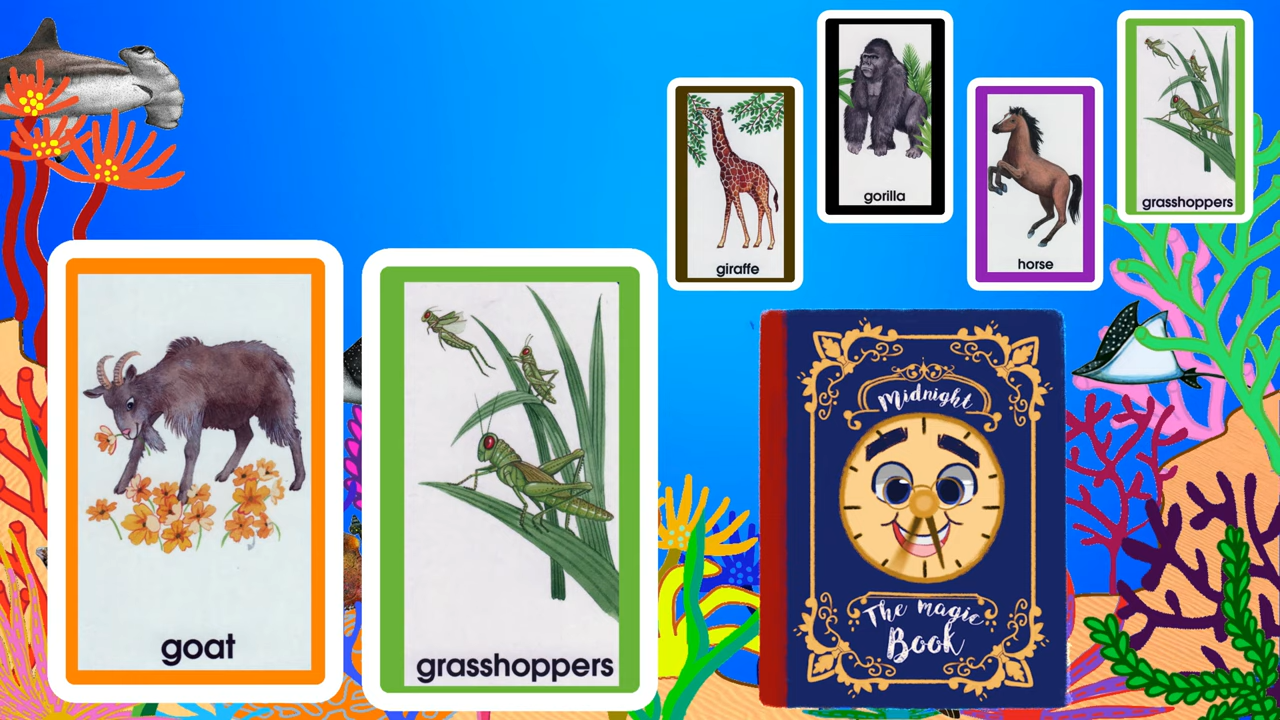 giraffe
gorilla
horse
grasshoppers
goat
grasshoppers
Midnight
The magic
Book